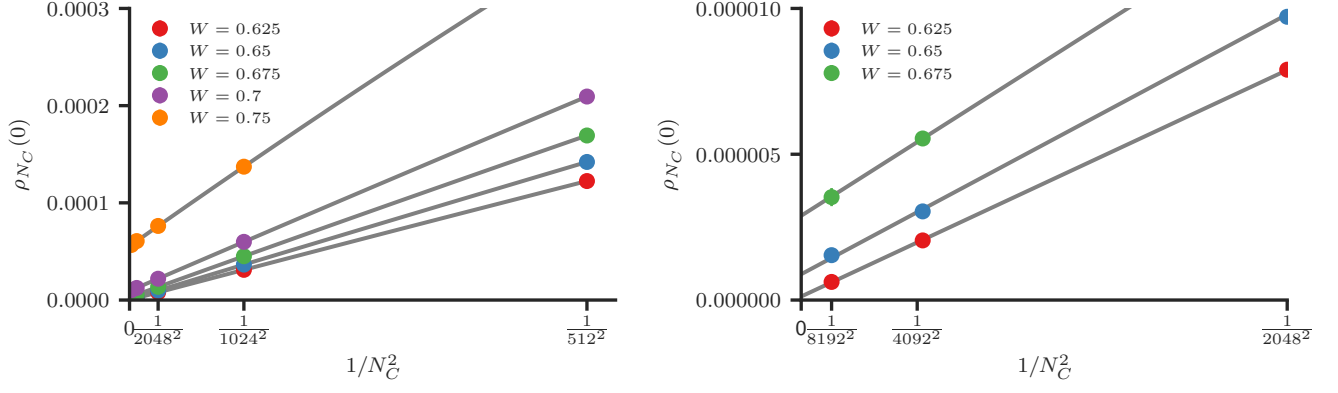 0.0003
0.0002
0.0001
0.0000
ρ_{N_C}(0)
W = 0.625
W = 0.65
W = 0.675
W = 0.7
W = 0.75
0 1/2048² 1/1024² 1/512²
1/N_C²
0.000010
0.000005
0.000000
ρ_{N_C}(0)
W = 0.625
W = 0.65
W = 0.675
0 1/8192² 1/4092² 1/2048²
1/N_C²